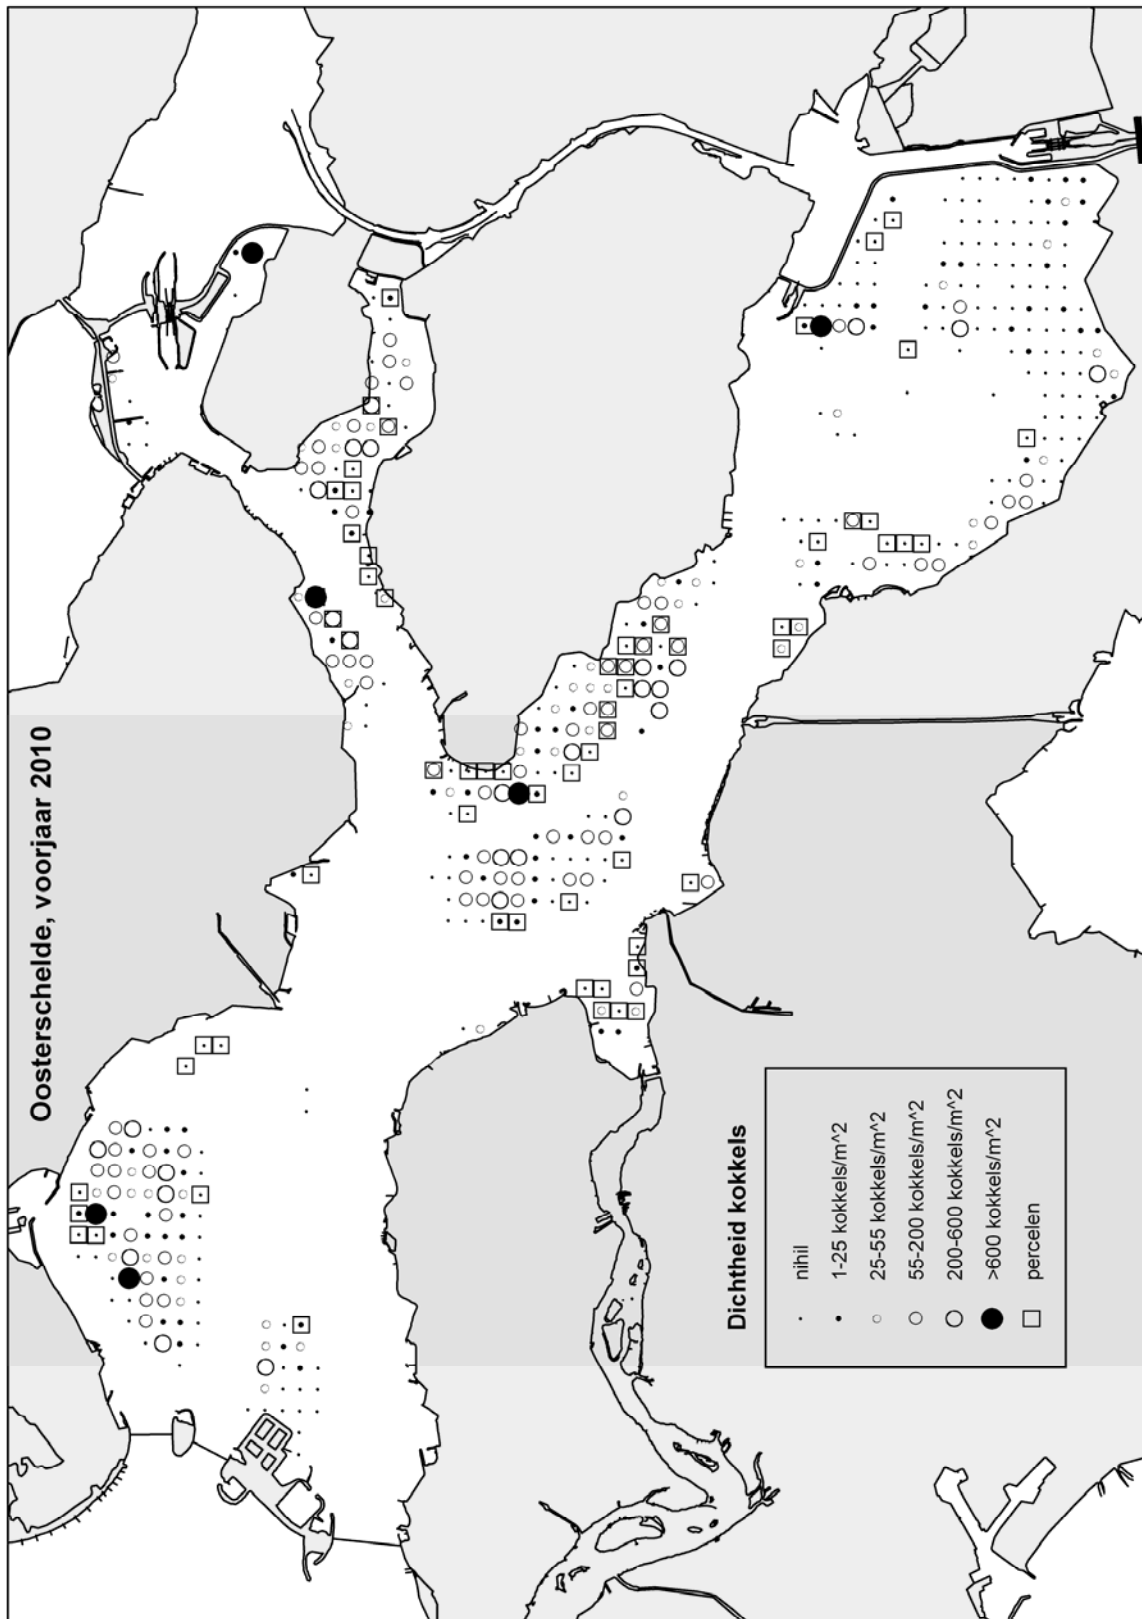 Oosterschelde, voorjaar 2010
Dichtheid kokkels
nihil
1-25 kokkels/m^2
25-55 kokkels/m^2
55-200 kokkels/m^2
200-600 kokkels/m^2
>600 kokkels/m^2
percelen